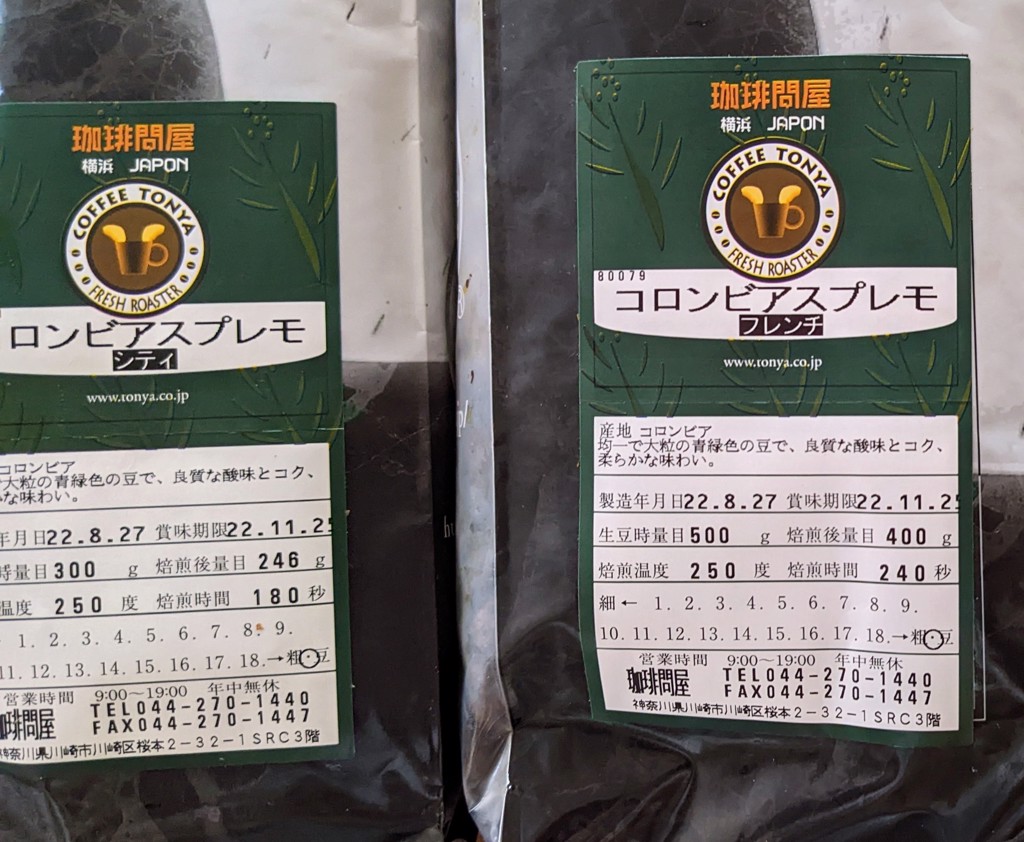 珈琲問屋
横浜 JAPON
COFFEE TONYA
FRESH ROASTER
ロンビアスプレモ
シティ
www.tonya.co.jp
コロンビア
大粒の青緑色の豆で、良質な酸味とコク、
な味わい。
年月日22.8.27 賞味期限22.11.25
時量目300 g 焙煎後量目 246 g
温度 250 度 焙煎時間 180 秒
1. 2. 3. 4. 5. 6. 7. 8. 9.
11. 12. 13. 14. 15. 16. 17. 18.→粗・豆
営業時間 9:00〜19:00 年中無休
珈琲問屋 TEL044-270-1440
FAX044-270-1447
神奈川県川崎市川崎区桜本2-32-1SRC3階
珈琲問屋
横浜 JAPON
COFFEE TONYA
FRESH ROASTER
80079
コロンビアスプレモ
フレンチ
www.tonya.co.jp
産地 コロンビア
均一で大粒の青緑色の豆で、良質な酸味とコク、
柔らかな味わい。
製造年月日22.8.27 賞味期限22.11.25
生豆時量目500 g 焙煎後量目 400 g
焙煎温度 250 度 焙煎時間 240 秒
細← 1. 2. 3. 4. 5. 6. 7. 8. 9.
10. 11. 12. 13. 14. 15. 16. 17. 18.→粗・豆
営業時間 9:00〜19:00 年中無休
珈琲問屋 TEL044-270-1440
FAX044-270-1447
神奈川県川崎市川崎区桜本2-32-1SRC3階